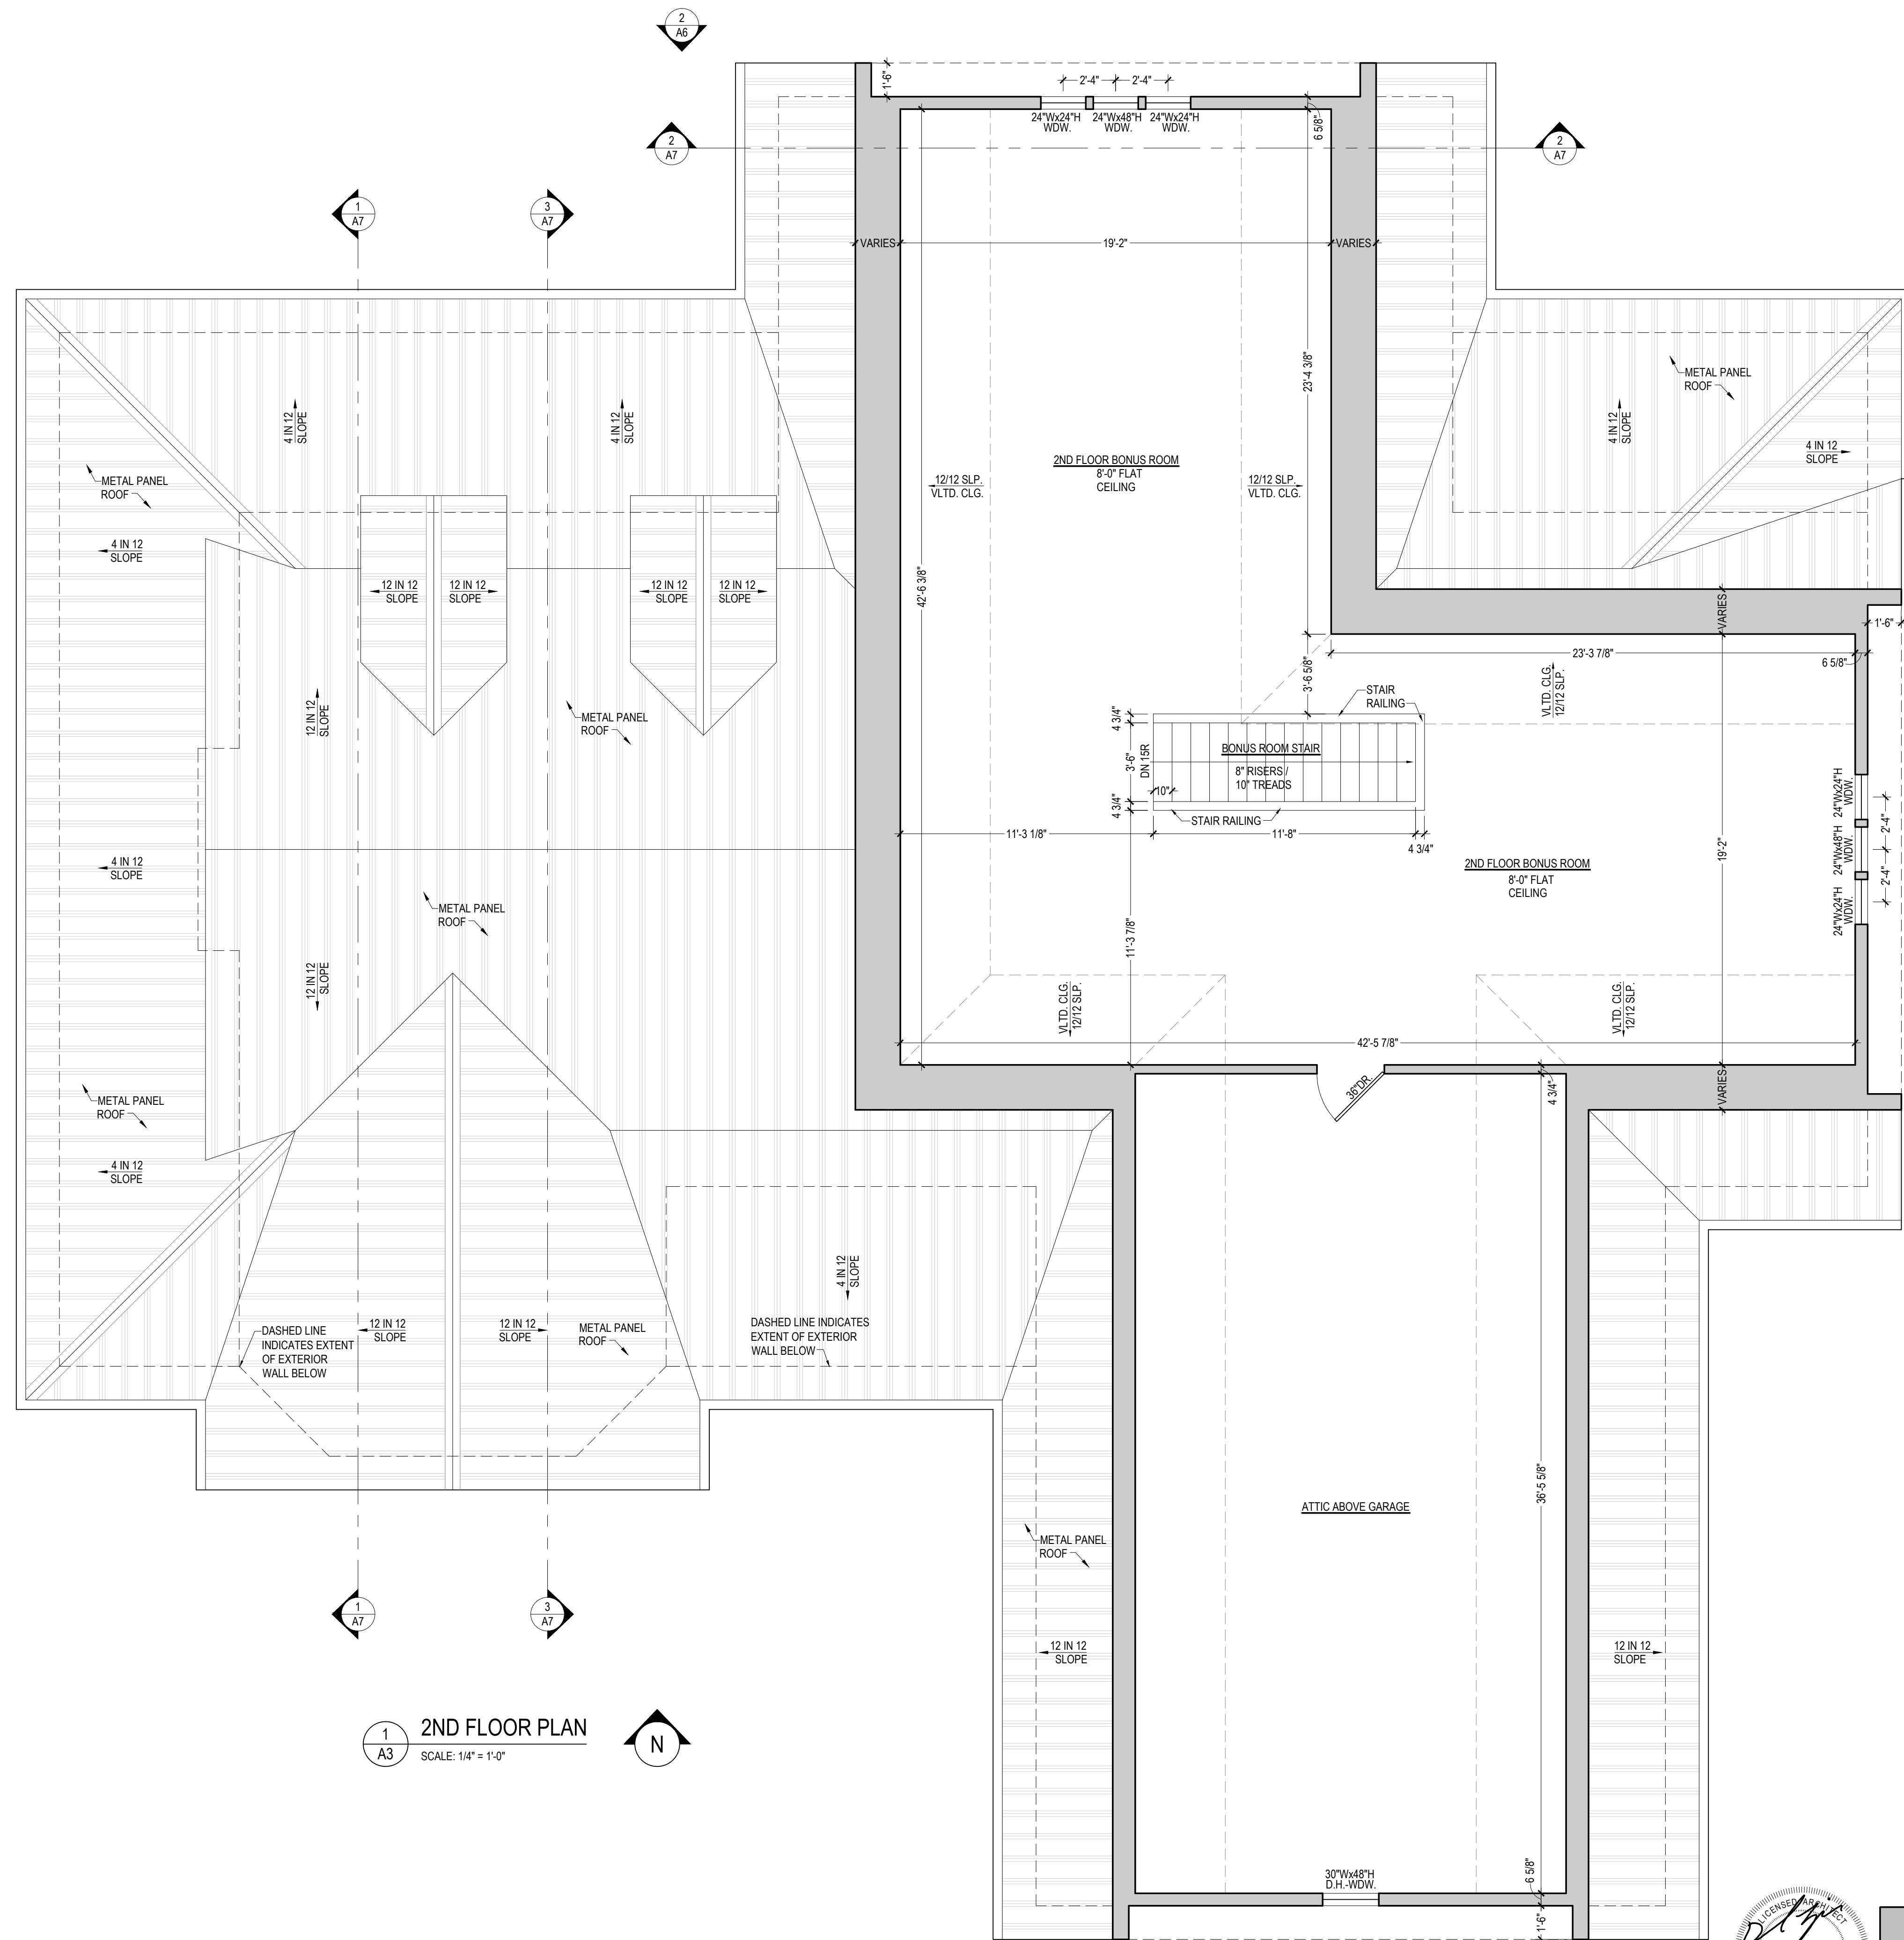 2
A6
1'-6"
2'-4"
2'-4"
24"Wx24"H
WDW.
24"Wx48"H
WDW.
24"Wx24"H
WDW.
6 5/8"
2
A7
2
A7
1
A7
3
A7
VARIES
19'-2"
VARIES
METAL PANEL
ROOF
23'-4 3/8"
4 IN 12
SLOPE
4 IN 12
SLOPE
4 IN 12
SLOPE
4 IN 12
SLOPE
2ND FLOOR BONUS ROOM
8'-0" FLAT
CEILING
METAL PANEL
ROOF
12/12 SLP.
VLTD. CLG.
12/12 SLP.
VLTD. CLG.
4 IN 12
SLOPE
12 IN 12
SLOPE
12 IN 12
SLOPE
12 IN 12
SLOPE
12 IN 12
SLOPE
42'-6 3/8"
VARIES
1'-6"
23'-3 7/8"
6 5/8"
3'-6 5/8"
12 IN 12
SLOPE
METAL PANEL
ROOF
STAIR
RAILING
VLTD. CLG.
12/12 SLP.
4 3/4"
3'-6"
4 3/4"
DN 15R
BONUS ROOM STAIR
8" RISERS /
10" TREADS
10"
STAIR RAILING
11'-3 1/8"
11'-8"
4 3/4"
24"Wx24"H
WDW.
24"Wx48"H
WDW.
24"Wx24"H
WDW.
2'-4"
2'-4"
19'-2"
4 IN 12
SLOPE
2ND FLOOR BONUS ROOM
8'-0" FLAT
CEILING
METAL PANEL
ROOF
11'-3 7/8"
12 IN 12
SLOPE
VLTD. CLG.
12/12 SLP.
VLTD. CLG.
12/12 SLP.
42'-5 7/8"
METAL PANEL
ROOF
36"DR
4 3/4"
VARIES
4 IN 12
SLOPE
4 IN 12
SLOPE
DASHED LINE
INDICATES EXTENT
OF EXTERIOR
WALL BELOW
12 IN 12
SLOPE
12 IN 12
SLOPE
METAL PANEL
ROOF
DASHED LINE INDICATES
EXTENT OF EXTERIOR
WALL BELOW
36'-5 5/8"
ATTIC ABOVE GARAGE
METAL PANEL
ROOF
1
A7
3
A7
12 IN 12
SLOPE
12 IN 12
SLOPE
1
A3
2ND FLOOR PLAN
SCALE: 1/4" = 1'-0"
N
30"Wx48"H
D.H.-WDW.
6 5/8"
1'-6"
LICENSED ARCHITECT